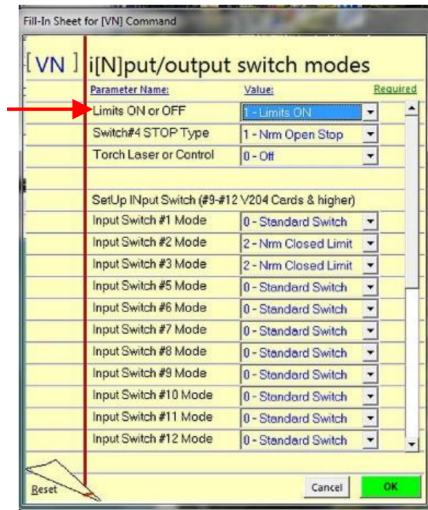 Fill-In Sheet for [VN] Command
[ VN ] i[N]put/output switch modes
Parameter Name: Value: Required
Limits ON or OFF 1 - Limits ON
Switch#4 STOP Type 1 - Nrm Open Stop
Torch Laser or Control 0 - Off
SetUp INput Switch (#9-#12 V204 Cards & higher)
Input Switch #1 Mode 0 - Standard Switch
Input Switch #2 Mode 2 - Nrm Closed Limit
Input Switch #3 Mode 2 - Nrm Closed Limit
Input Switch #5 Mode 0 - Standard Switch
Input Switch #6 Mode 0 - Standard Switch
Input Switch #7 Mode 0 - Standard Switch
Input Switch #8 Mode 0 - Standard Switch
Input Switch #9 Mode 0 - Standard Switch
Input Switch #10 Mode 0 - Standard Switch
Input Switch #11 Mode 0 - Standard Switch
Input Switch #12 Mode 0 - Standard Switch
Reset Cancel OK